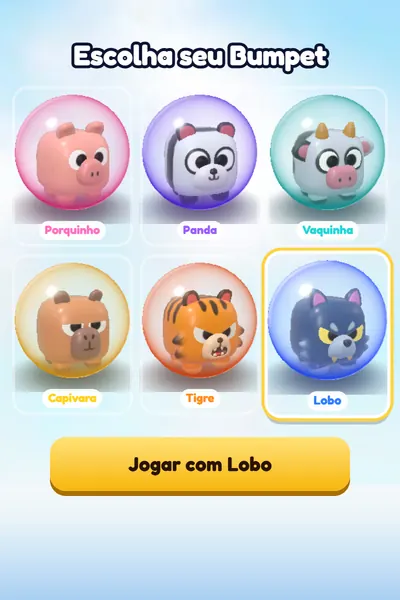 Escolha seu Bumpet
Porquinho
Panda
Vaquinha
Capivara
Tigre
Lobo
Jogar com Lobo